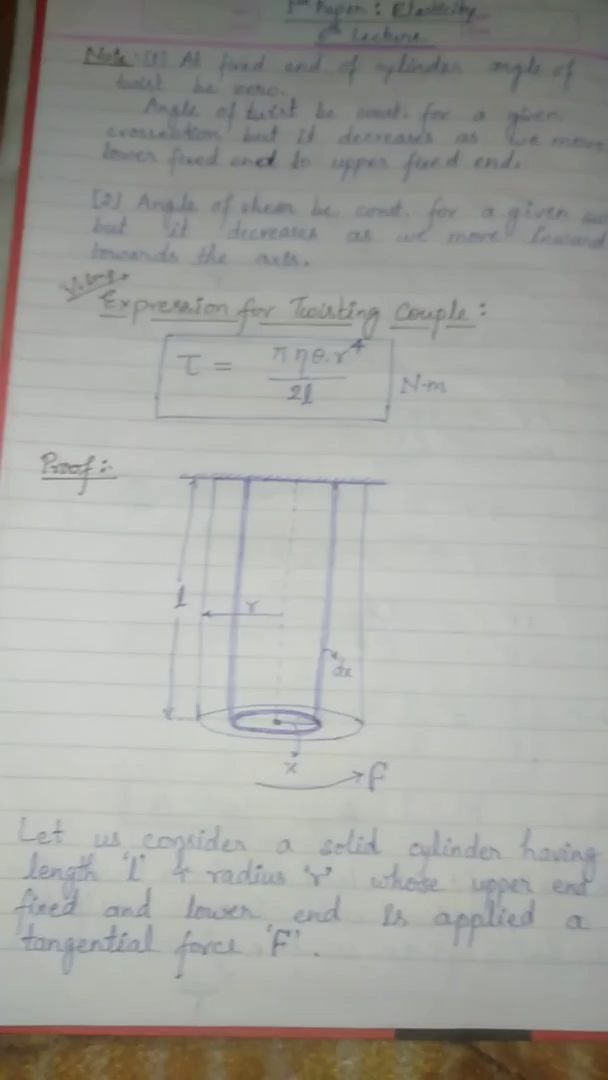 Paper : Elasticity
6th Lecture
Note : (1) At fixed end of cylinder angle of
twist be zero.
Angle of twist be const. for a given
crossection but it decreases as we move
lower fixed end to upper fixed end.
[2] Angle of shear be const. for a given
but it decreases as we move inward
towards the axis.
V.Imp.
Expression for Twisting Couple :
τ = πηθ.r⁴ / 2l N-m
Proof :-
l
r
dx
x
F
Let us consider a solid cylinder having
length 'l' & radius 'r' whose upper end
fixed and lower end is applied a
tangential force 'F'.